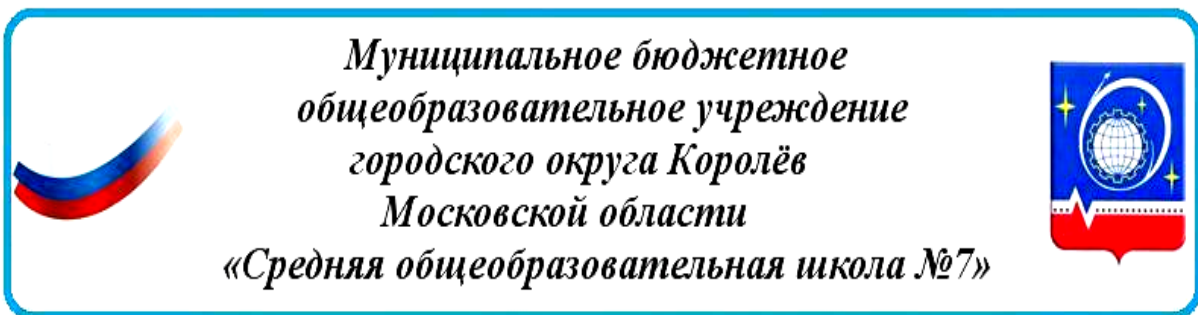 Муниципальное бюджетное
общеобразовательное учреждение
городского округа Королёв
Московской области
«Средняя общеобразовательная школа №7»